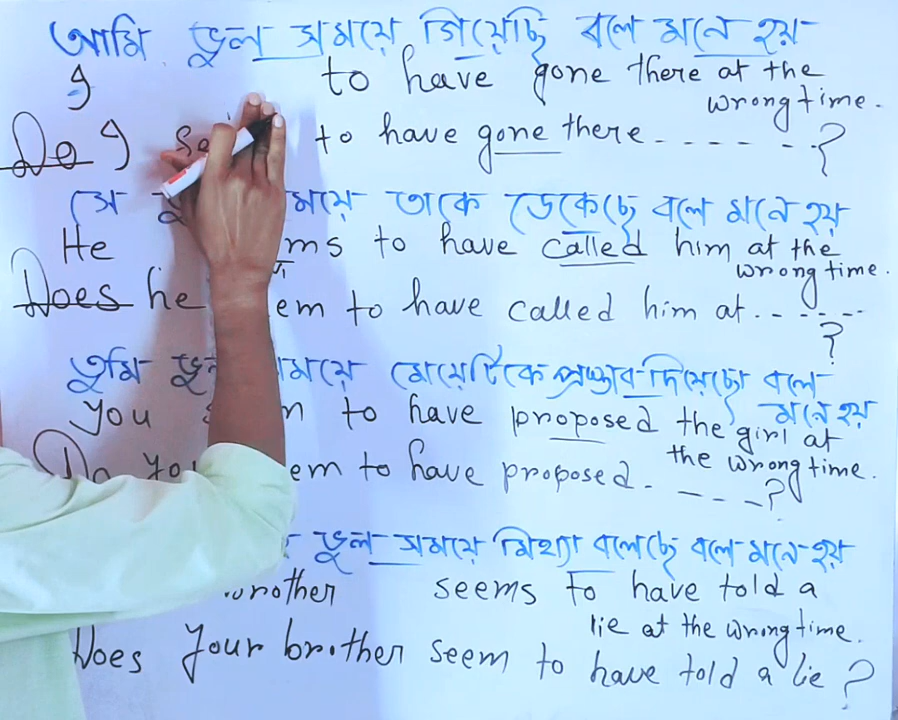 আমি ভুল সময়ে গিয়েছি বলে মনে হয়
I to have gone there at the
wrong time.
Do I to have gone there - - - - - - ?
সে ময়ে তাকে ডেকেছে বলে মনে হয়
He ms to have called him at the
wrong time.
Does he em to have called him at - - - - - - ?
তুমি ময়ে মেয়েটিকে প্রস্তাব দিয়েছো বলে
মনে হয়
you to have proposed the girl at
the wrong time.
Do you em to have proposed. - - - - ?
ভুল সময়ে মিথ্যা বলেছে বলে মনে হয়
brother seems to have told a
lie at the wrong time.
Does your brother seem to have told a lie ?